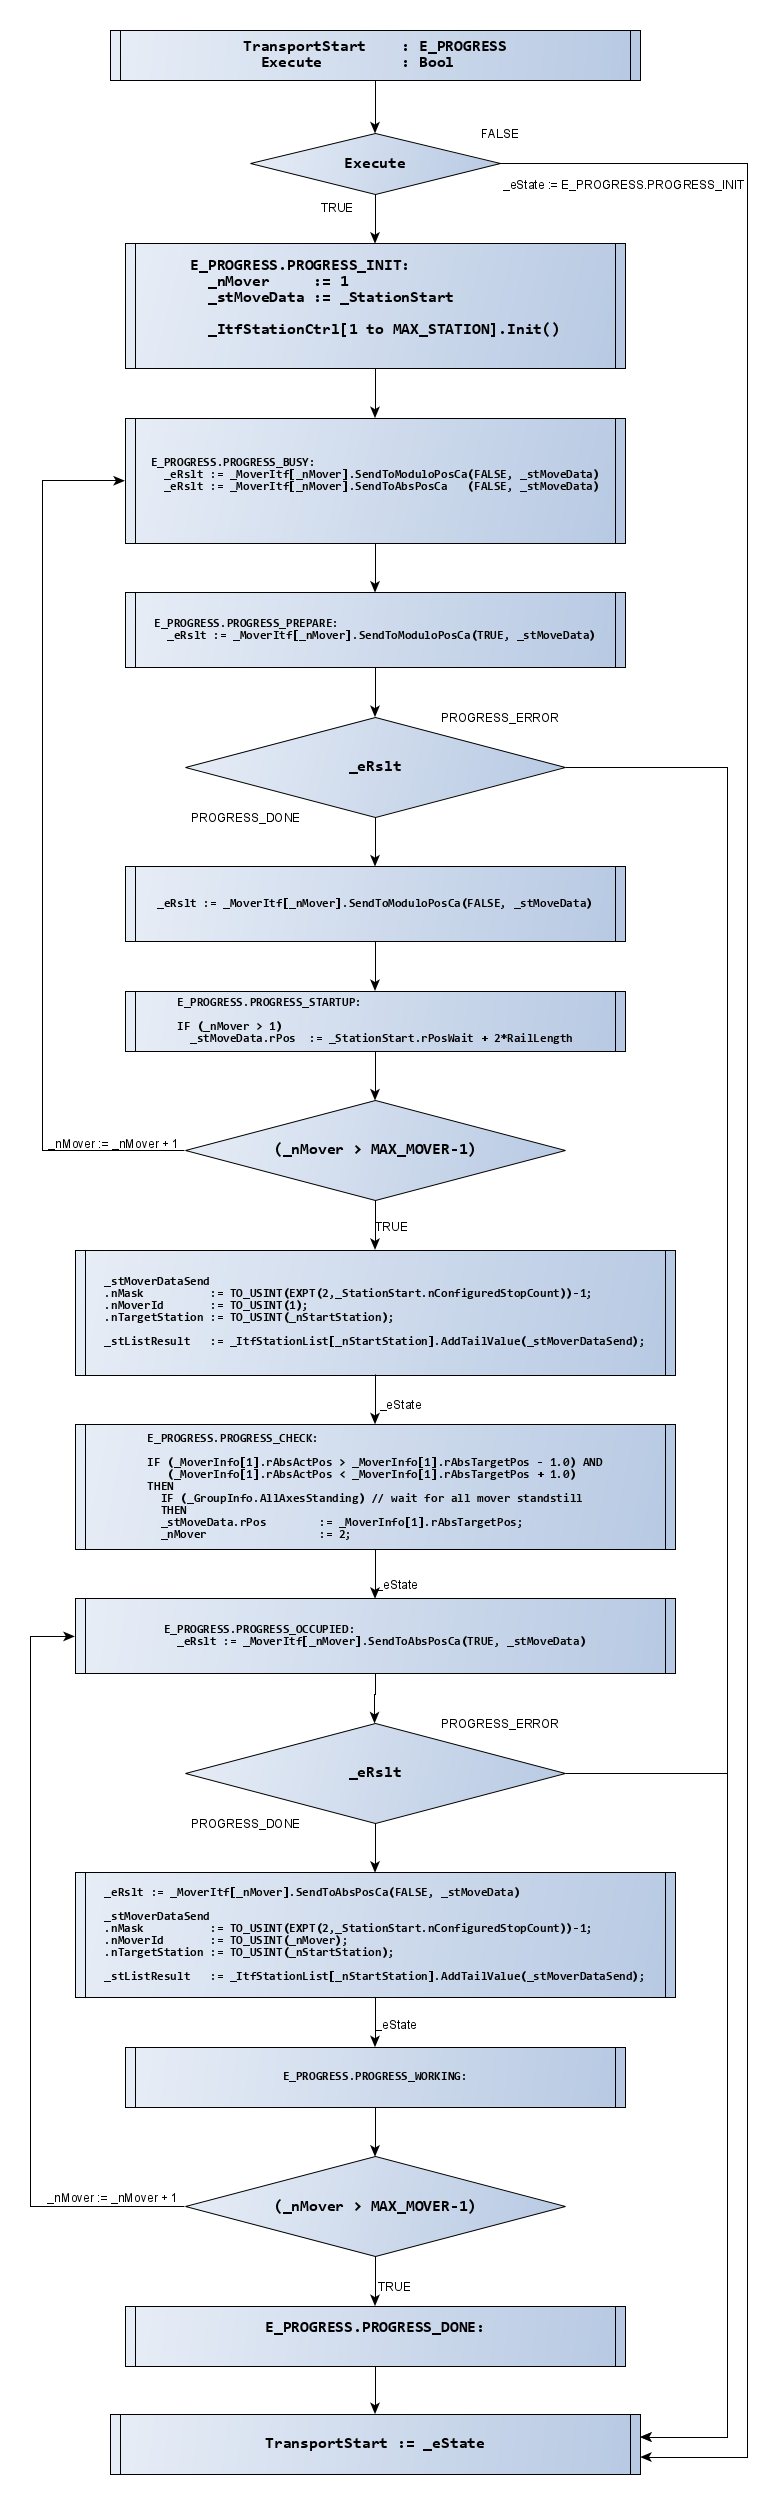 TransportStart    : E_PROGRESS
Execute         : Bool
FALSE
Execute
_eState := E_PROGRESS.PROGRESS_INIT
TRUE
E_PROGRESS.PROGRESS_INIT:
_nMover     := 1
_stMoveData := _StationStart
_ItfStationCtrl[1 to MAX_STATION].Init()
E_PROGRESS.PROGRESS_BUSY:
_eRslt := _MoverItf[_nMover].SendToModuloPosCa(FALSE, _stMoveData)
_eRslt := _MoverItf[_nMover].SendToAbsPosCa   (FALSE, _stMoveData)
E_PROGRESS.PROGRESS_PREPARE:
_eRslt := _MoverItf[_nMover].SendToModuloPosCa(TRUE, _stMoveData)
PROGRESS_ERROR
_eRslt
PROGRESS_DONE
_eRslt := _MoverItf[_nMover].SendToModuloPosCa(FALSE, _stMoveData)
E_PROGRESS.PROGRESS_STARTUP:
IF (_nMover > 1)
_stMoveData.rPos  := _StationStart.rPosWait + 2*RailLength
_nMover := _nMover + 1
(_nMover > MAX_MOVER-1)
TRUE
_stMoverDataSend
.nMask          := TO_USINT(EXPT(2,_StationStart.nConfiguredStopCount))-1;
.nMoverId       := TO_USINT(1);
.nTargetStation := TO_USINT(_nStartStation);
_stListResult   := _ItfStationList[_nStartStation].AddTailValue(_stMoverDataSend);
_eState
E_PROGRESS.PROGRESS_CHECK:
IF (_MoverInfo[1].rAbsActPos > _MoverInfo[1].rAbsTargetPos - 1.0) AND
(_MoverInfo[1].rAbsActPos < _MoverInfo[1].rAbsTargetPos + 1.0)
THEN
IF (_GroupInfo.AllAxesStanding) // wait for all mover standstill
THEN
_stMoveData.rPos        := _MoverInfo[1].rAbsTargetPos;
_nMover                 := 2;
_eState
E_PROGRESS.PROGRESS_OCCUPIED:
_eRslt := _MoverItf[_nMover].SendToAbsPosCa(TRUE, _stMoveData)
PROGRESS_ERROR
_eRslt
PROGRESS_DONE
_eRslt := _MoverItf[_nMover].SendToAbsPosCa(FALSE, _stMoveData)
_stMoverDataSend
.nMask          := TO_USINT(EXPT(2,_StationStart.nConfiguredStopCount))-1;
.nMoverId       := TO_USINT(_nMover);
.nTargetStation := TO_USINT(_nStartStation);
_stListResult   := _ItfStationList[_nStartStation].AddTailValue(_stMoverDataSend);
_eState
E_PROGRESS.PROGRESS_WORKING:
_nMover := _nMover + 1
(_nMover > MAX_MOVER-1)
TRUE
E_PROGRESS.PROGRESS_DONE:
TransportStart := _eState